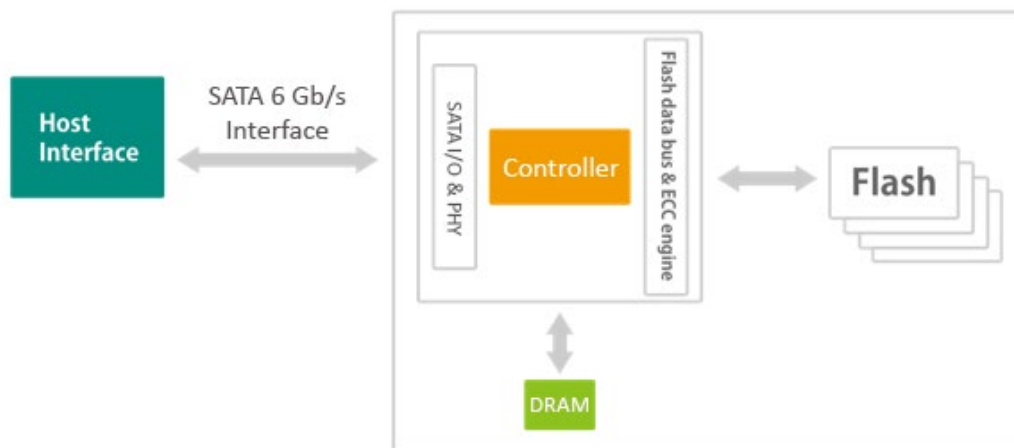 Host
Interface
SATA 6 Gb/s
Interface
SATA I/O & PHY
Controller
Flash data bus & ECC engine
Flash
DRAM